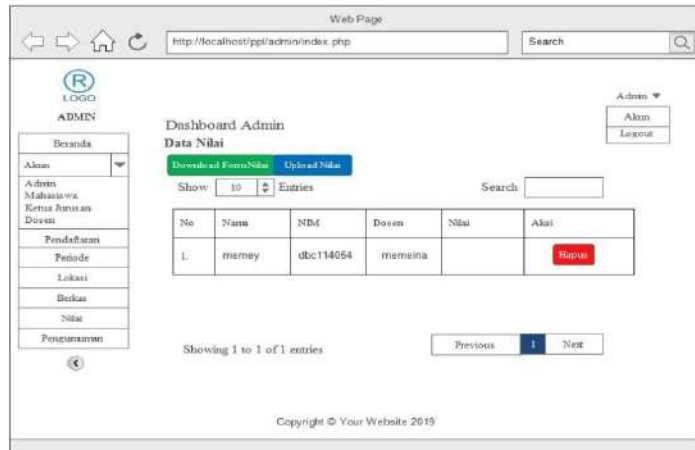 Web Page
http://localhost/ppl/admin/index.php
Search
R
LOGO
ADMIN
Beranda
Akun
Admin
Mahasiswa
Ketua Jurusan
Dosen
Pendaftaran
Periode
Lokasi
Berkas
Nilai
Pengumuman
Admin
Akun
Logout
Dashboard Admin
Data Nilai
Download Form Nilai Upload Nilai
Show 10 Entries Search
No Nama NIM Dosen Nilai Aksi
1. memey dbc114054 memeina Hapus
Showing 1 to 1 of 1 entries
Previous 1 Next
Copyright © Your Website 2019